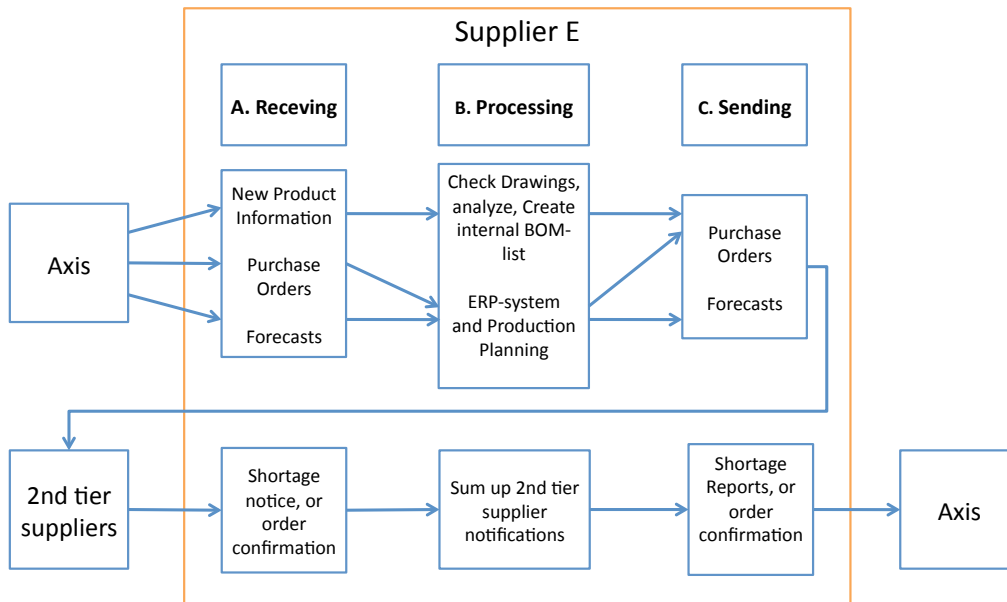 Supplier E
A. Receving
B. Processing
C. Sending
Axis
New Product
Information
Purchase
Orders
Forecasts
Check Drawings,
analyze, Create
internal BOM-
list
ERP-system
and Production
Planning
Purchase
Orders
Forecasts
2nd tier
suppliers
Shortage
notice, or
order
confirmation
Sum up 2nd tier
supplier
notifications
Shortage
Reports, or
order
confirmation
Axis